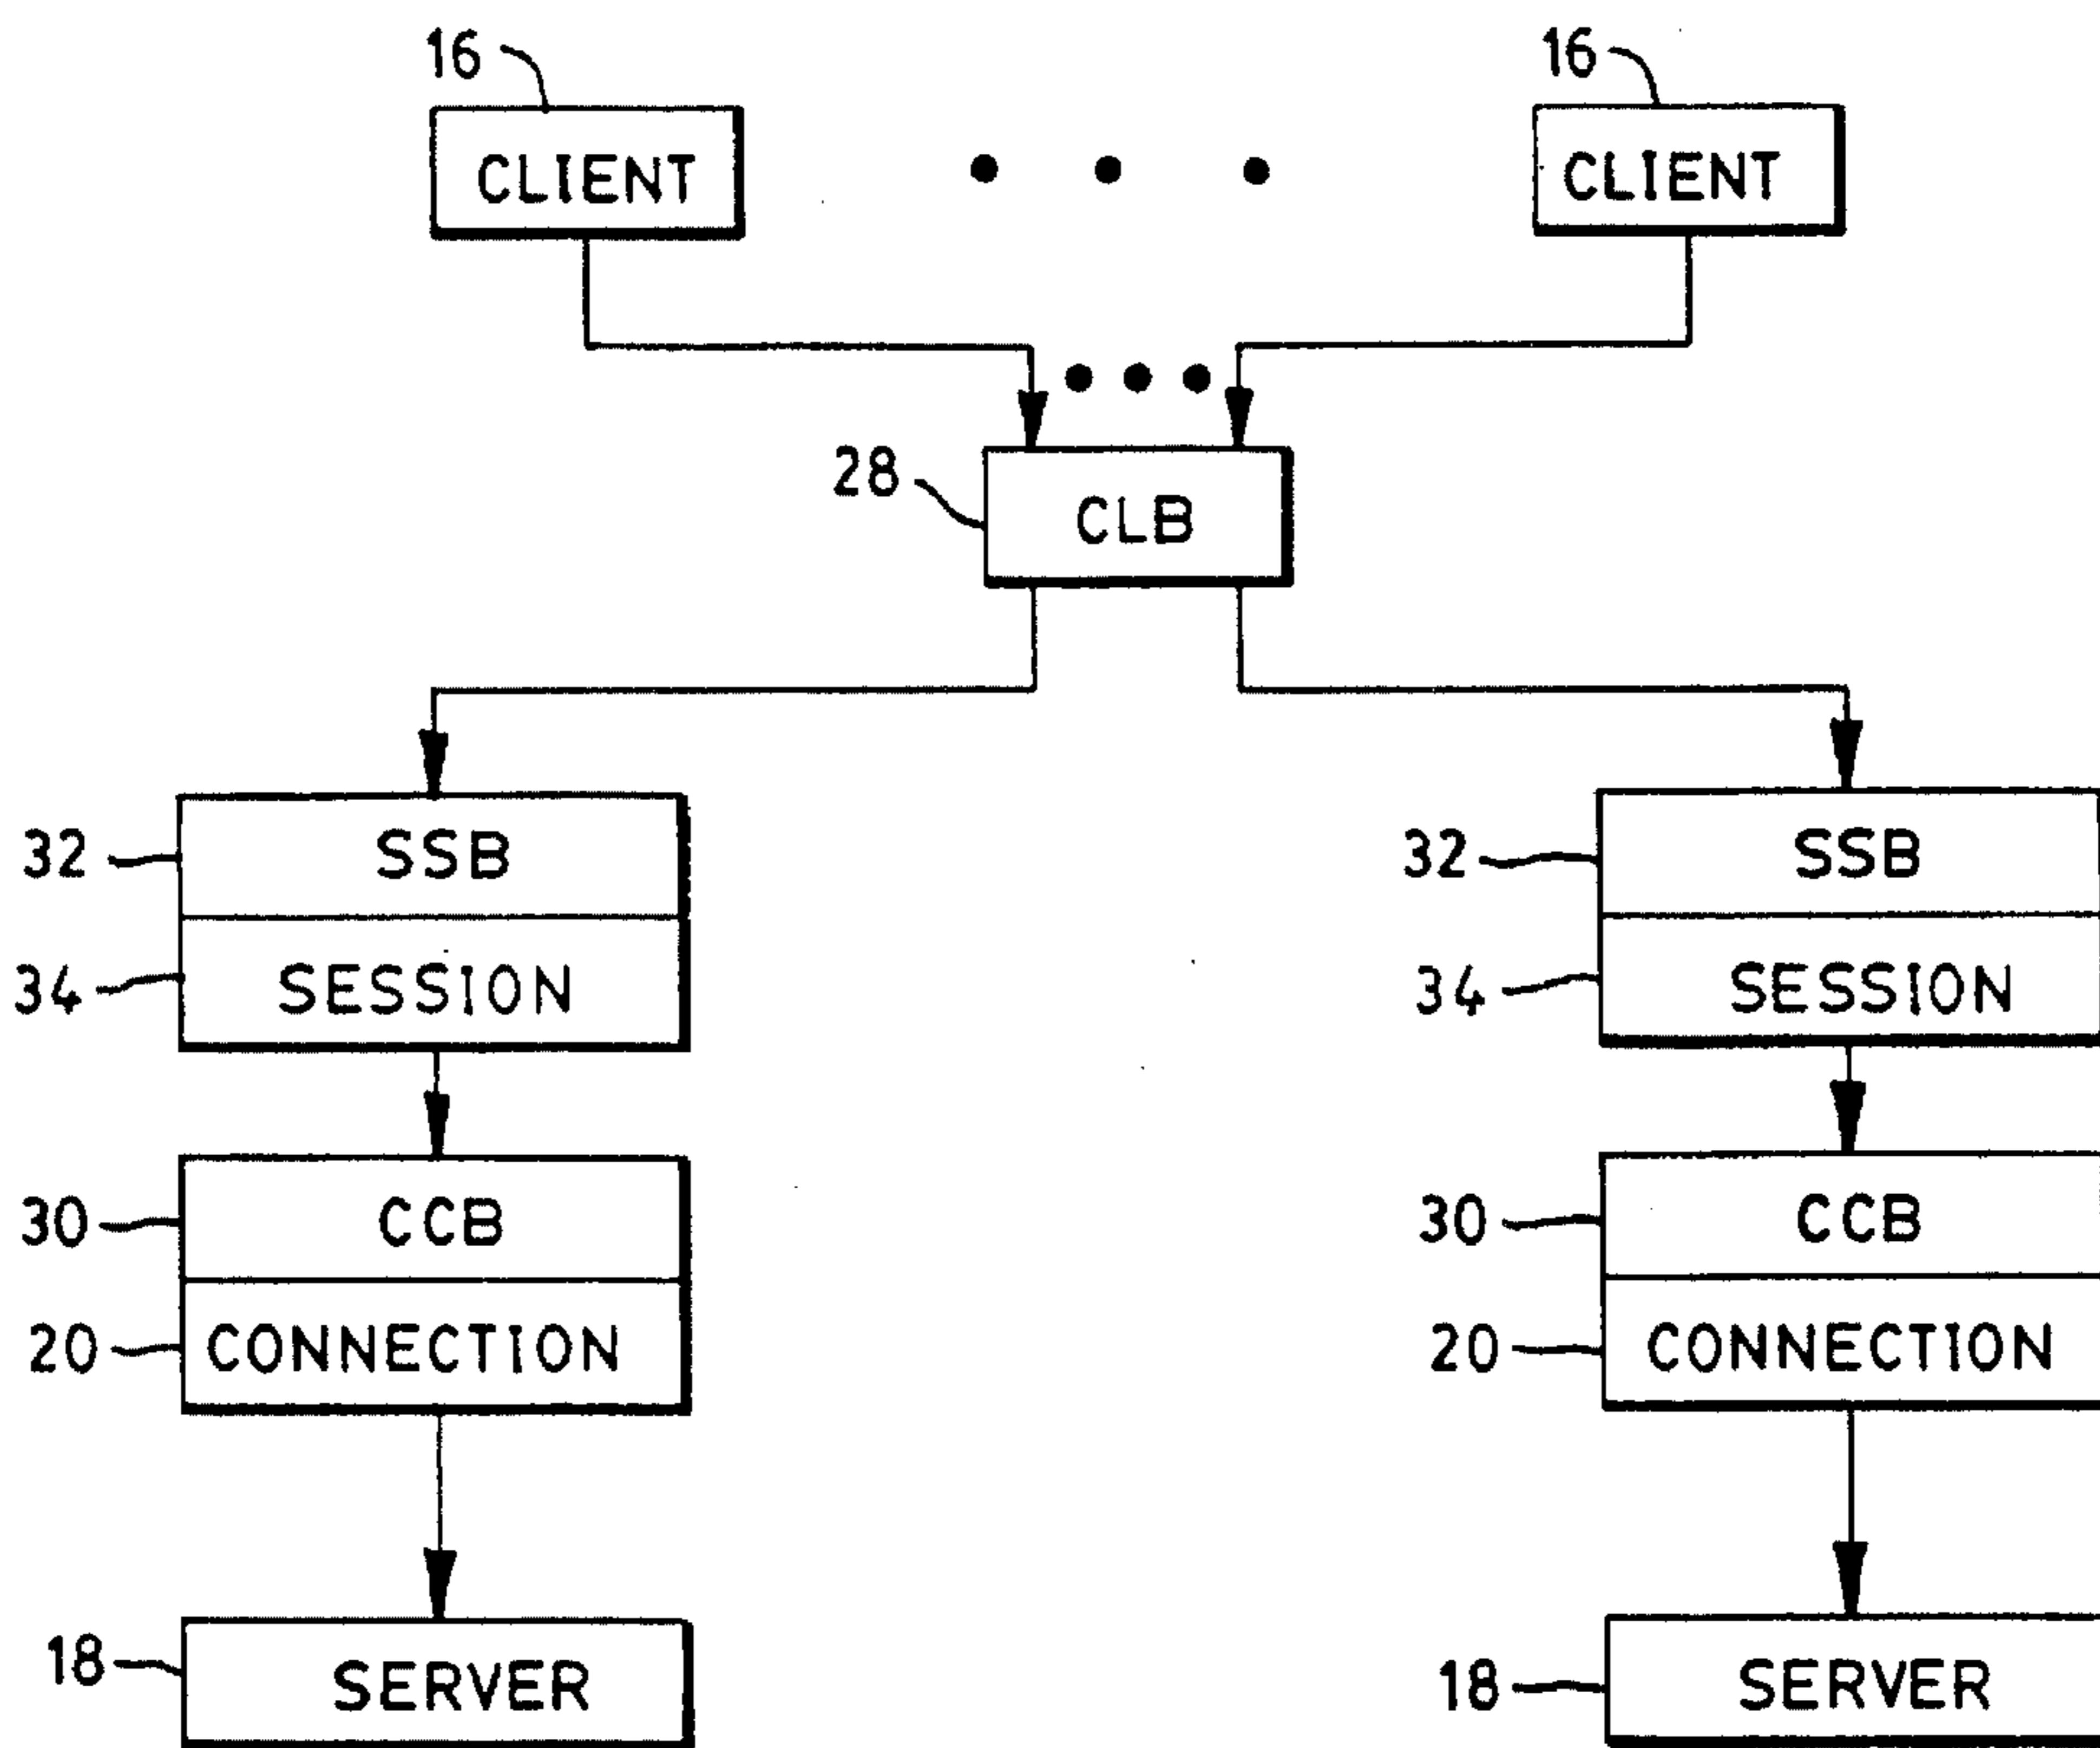 16 16
CLIENT CLIENT
28
CLB
32 SSB 32 SSB
34 SESSION 34 SESSION
30 CCB 30 CCB
20 CONNECTION 20 CONNECTION
18 SERVER 18 SERVER